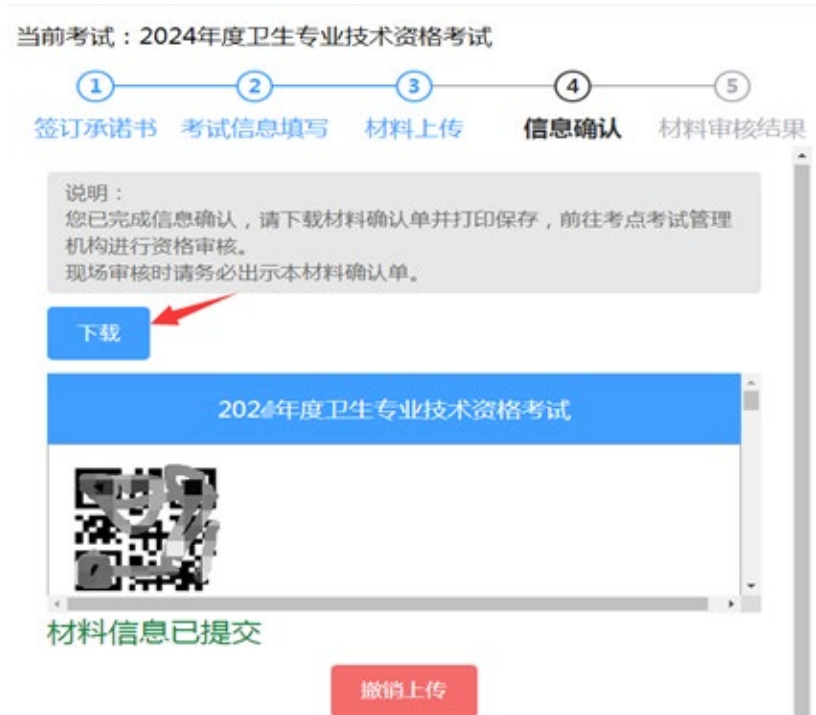 当前考试：2024年度卫生专业技术资格考试
1 2 3 4 5
签订承诺书 考试信息填写 材料上传 信息确认 材料审核结果
说明：
您已完成信息确认，请下载材料确认单并打印保存，前往考点考试管理
机构进行资格审核。
现场审核时请务必出示本材料确认单。
下载
2024年度卫生专业技术资格考试
材料信息已提交
撤销上传